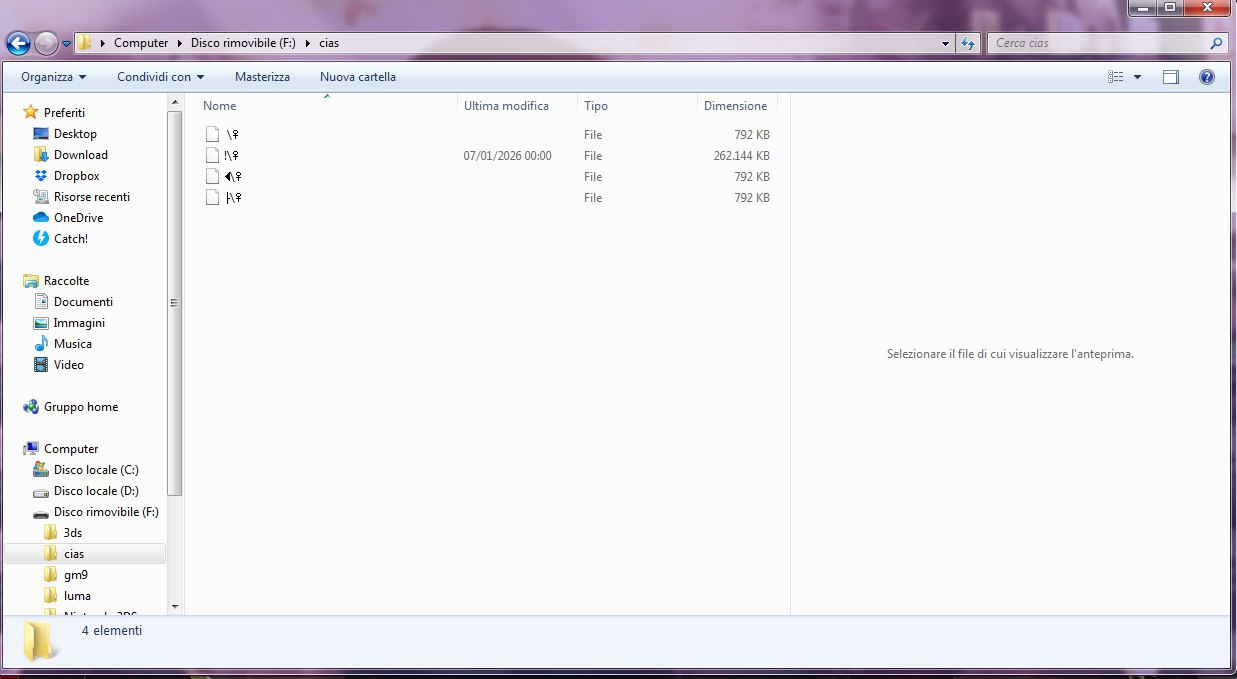 Computer ▸ Disco rimovibile (F:) ▸ cias
Cerca cias
Organizza Condividi con Masterizza Nuova cartella
Preferiti
Desktop
Download
Dropbox
Risorse recenti
OneDrive
Catch!
Raccolte
Documenti
Immagini
Musica
Video
Gruppo home
Computer
Disco locale (C:)
Disco locale (D:)
Disco rimovibile (F:)
3ds
cias
gm9
luma
Nome Ultima modifica Tipo Dimensione
File 792 KB
07/01/2026 00:00 File 262.144 KB
File 792 KB
File 792 KB
Selezionare il file di cui visualizzare l'anteprima.
4 elementi